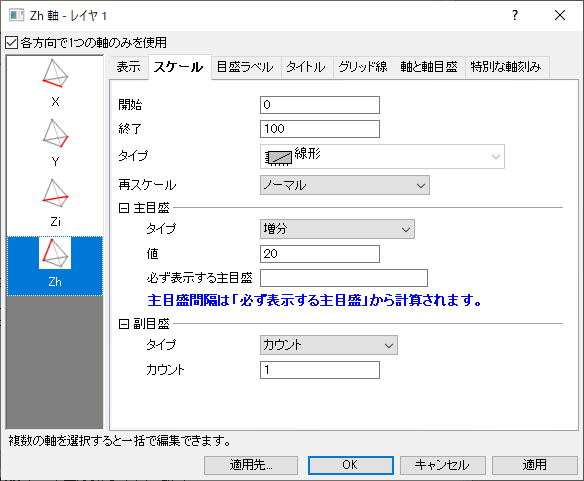 Zh 軸 - レイヤ 1
各方向で1つの軸のみを使用
X
Y
Zi
Zh
表示 スケール 目盛ラベル タイトル グリッド線 軸と軸目盛 特別な軸刻み
開始 0
終了 100
タイプ 線形
再スケール ノーマル
主目盛
タイプ 増分
値 20
必ず表示する主目盛
主目盛間隔は「必ず表示する主目盛」から計算されます。
副目盛
タイプ カウント
カウント 1
複数の軸を選択すると一括で編集できます。
適用先... OK キャンセル 適用